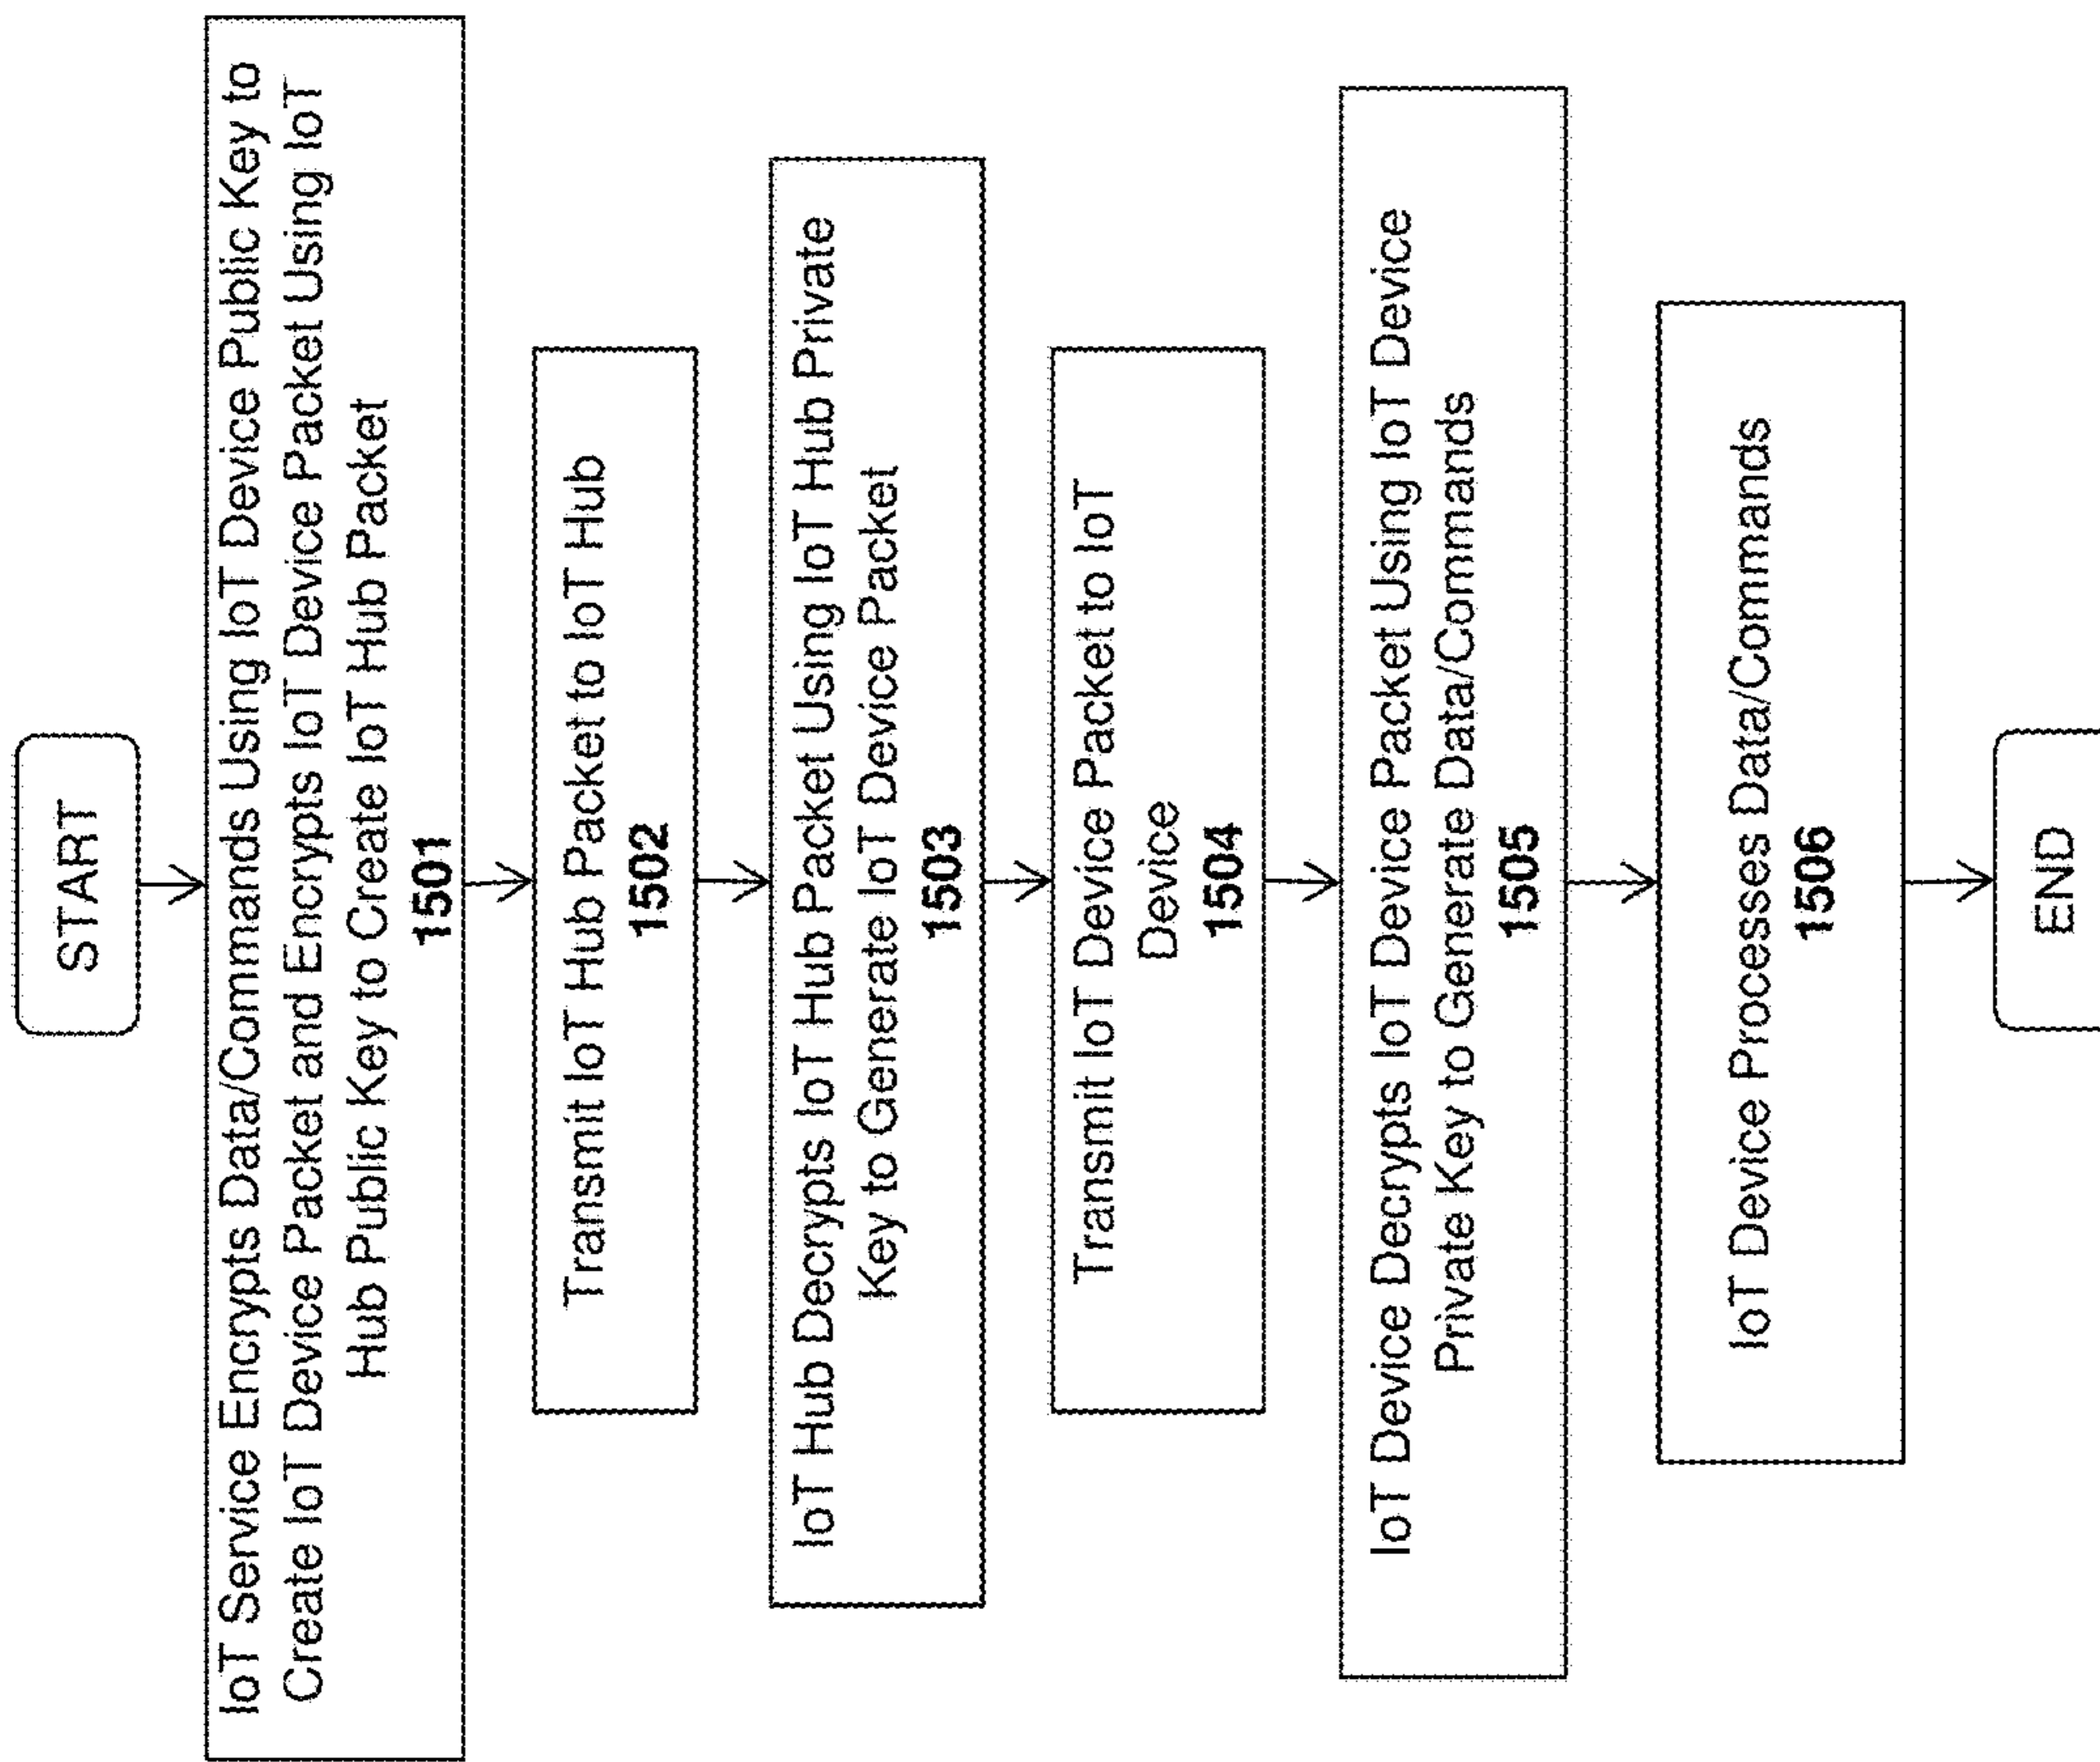 START
IoT Service Encrypts Data/Commands Using IoT Device Public Key to
Create IoT Device Packet and Encrypts IoT Device Packet Using IoT
Hub Public Key to Create IoT Hub Packet
1501
Transmit IoT Hub Packet to IoT Hub
1502
IoT Hub Decrypts IoT Hub Packet Using IoT Hub Private
Key to Generate IoT Device Packet
1503
Transmit IoT Device Packet to IoT
Device
1504
IoT Device Decrypts IoT Device Packet Using IoT Device
Private Key to Generate Data/Commands
1505
IoT Device Processes Data/Commands
1506
END